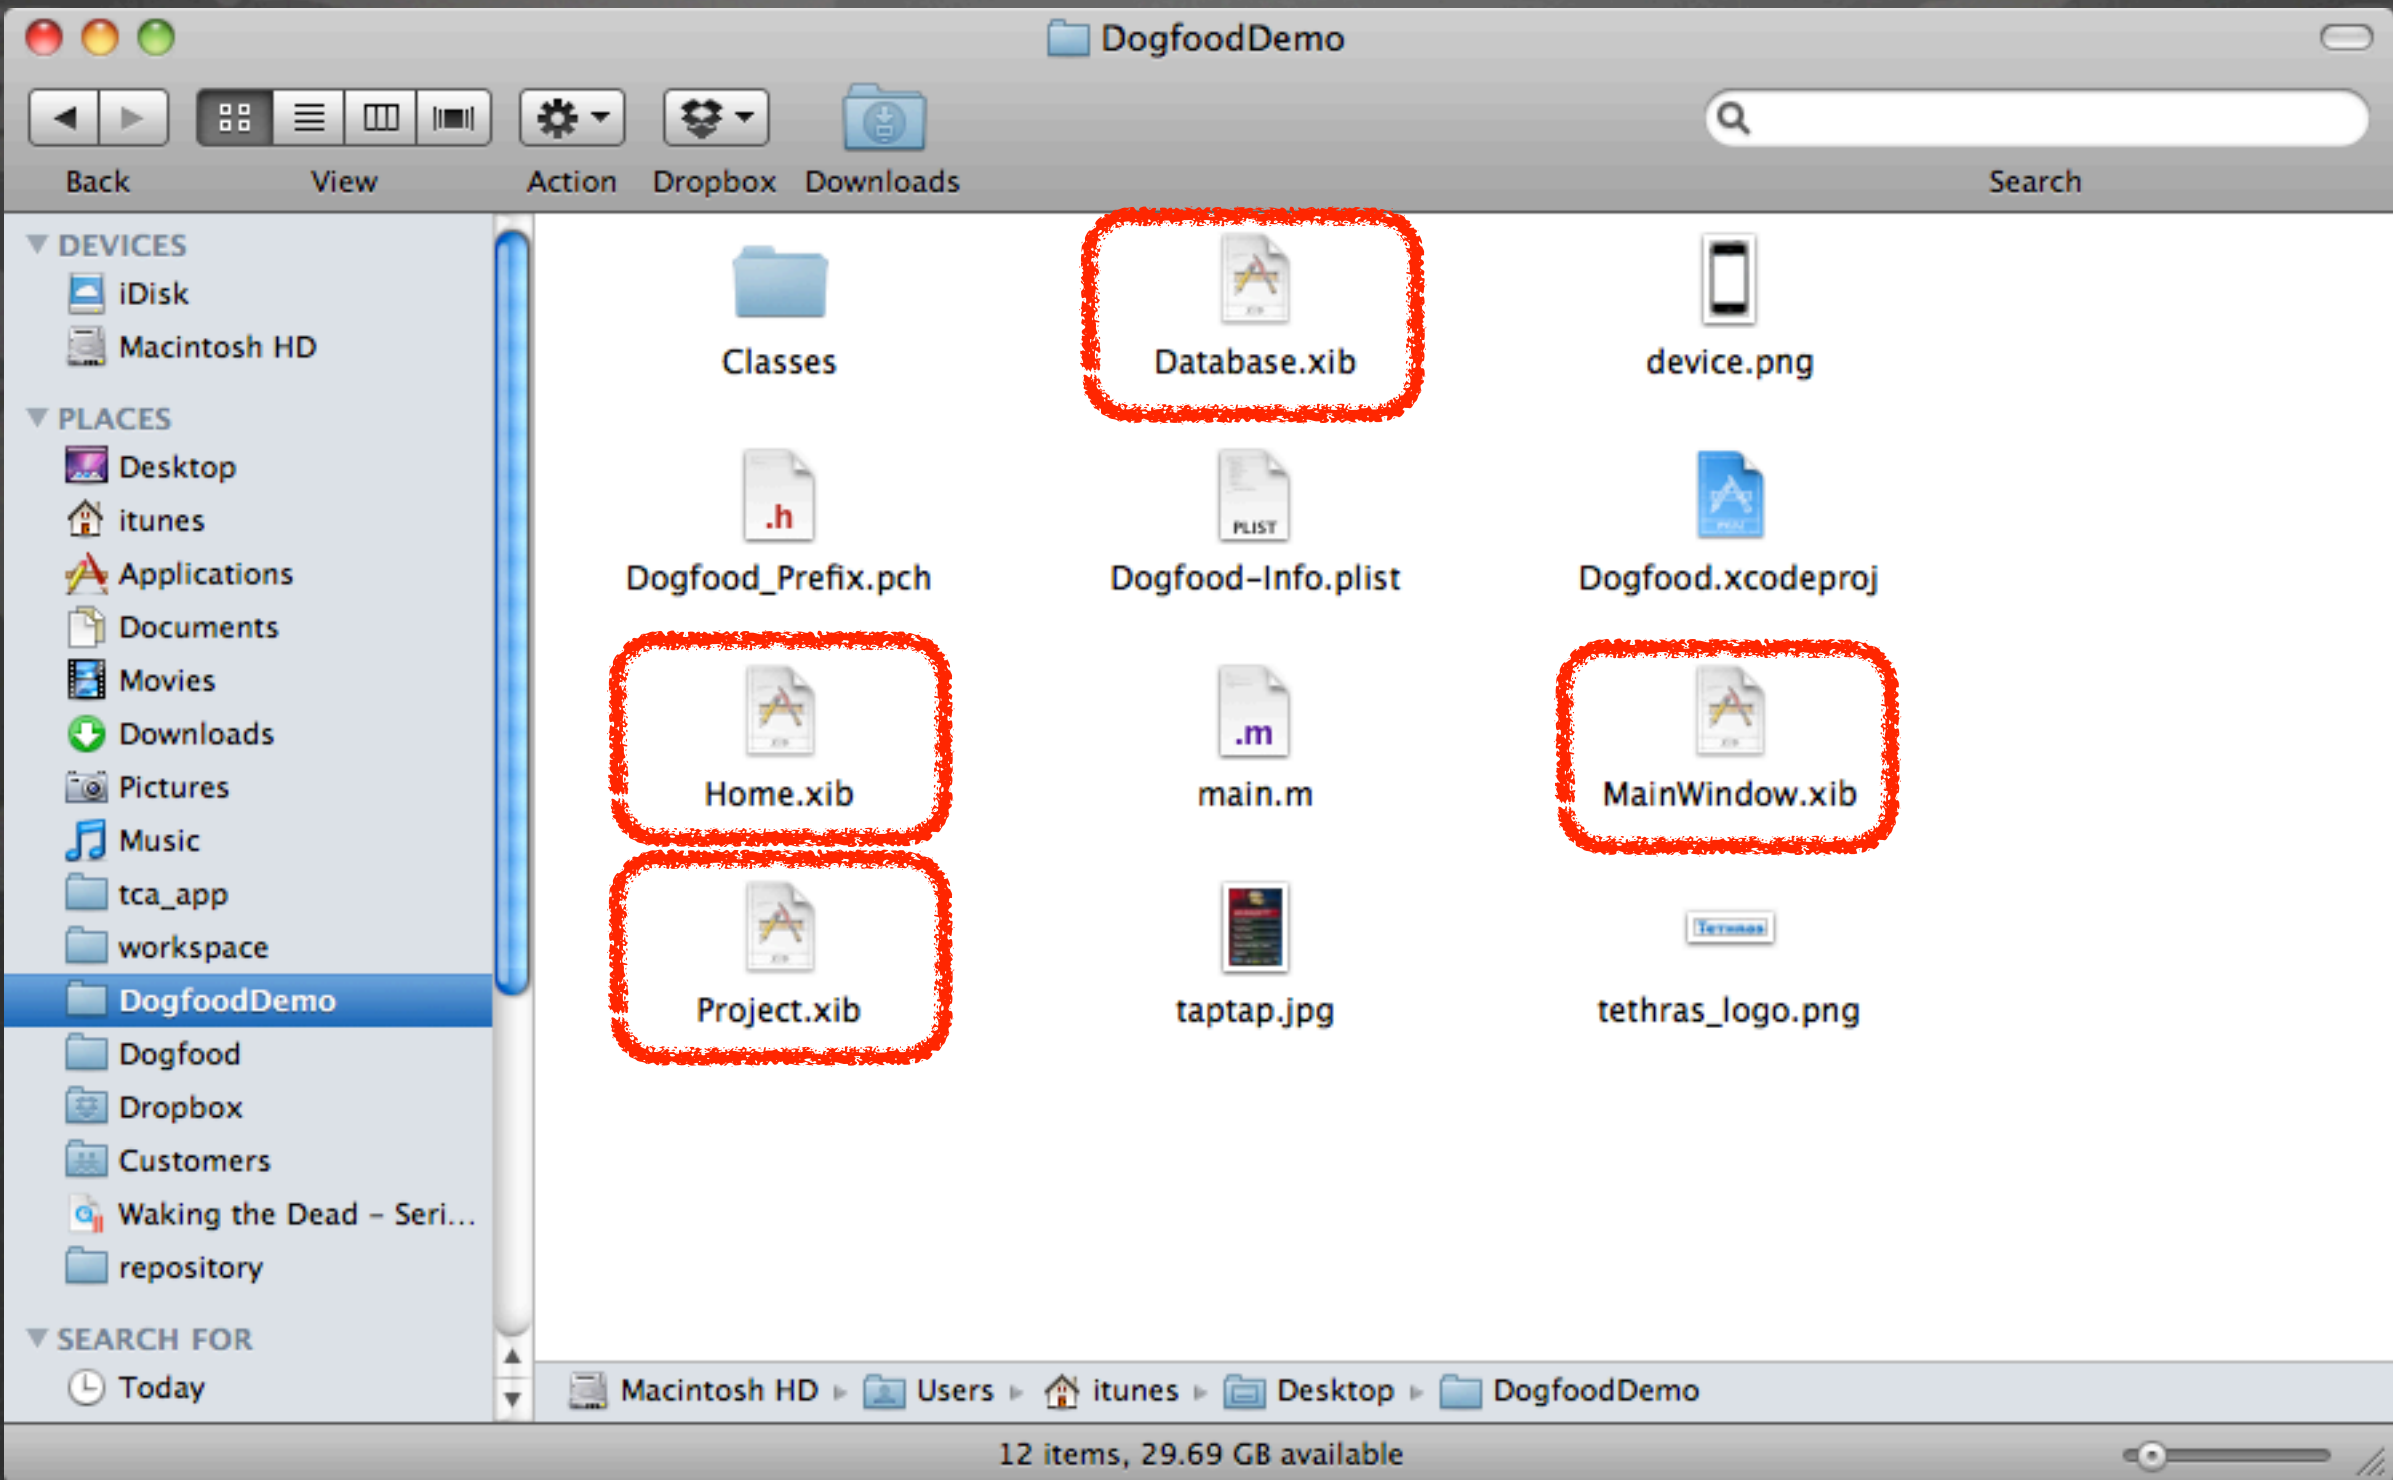 DogfoodDemo
Back
View
Action
Dropbox
Downloads
Search
DEVICES
iDisk
Macintosh HD
PLACES
Desktop
itunes
Applications
Documents
Movies
Downloads
Pictures
Music
tca_app
workspace
DogfoodDemo
Dogfood
Dropbox
Customers
Waking the Dead – Seri...
repository
SEARCH FOR
Today
Classes
Database.xib
device.png
.h
PLIST
Dogfood_Prefix.pch
Dogfood-Info.plist
Dogfood.xcodeproj
.m
Home.xib
main.m
MainWindow.xib
Tethras
Project.xib
taptap.jpg
tethras_logo.png
Macintosh HD
Users
itunes
Desktop
DogfoodDemo
12 items, 29.69 GB available